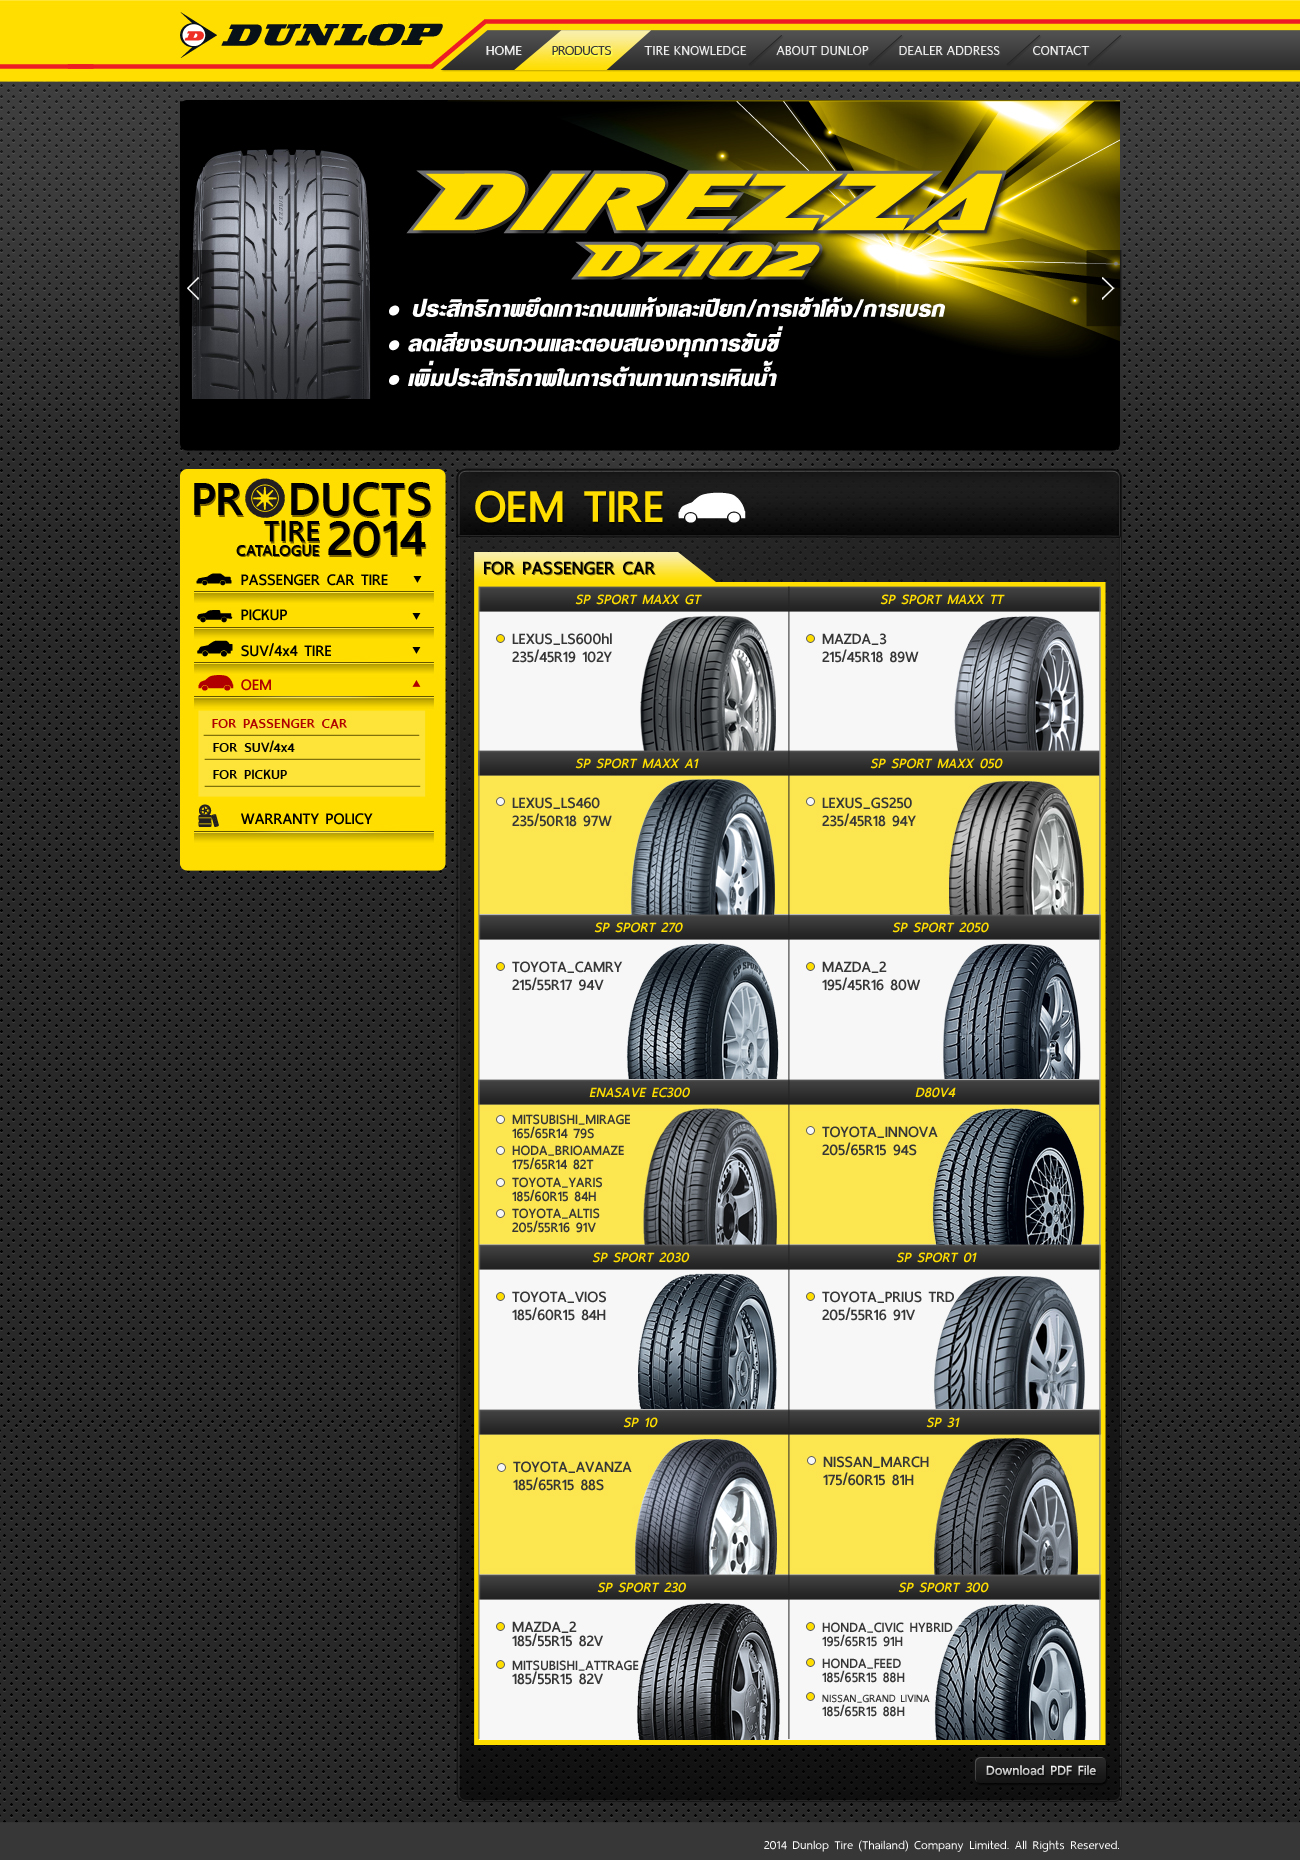 DUNLOP
HOME PRODUCTS TIRE KNOWLEDGE ABOUT DUNLOP DEALER ADDRESS CONTACT
DIREZZA
DZ102
• ประสิทธิภาพยึดเกาะถนนแห้งและเปียก/การเข้าโค้ง/การเบรก
• ลดเสียงรบกวนและตอบสนองทุกการขับขี่
• เพิ่มประสิทธิภาพในการต้านทานการเหินน้ำ
PRODUCTS
TIRE
CATALOGUE 2014
PASSENGER CAR TIRE
PICKUP
SUV/4x4 TIRE
OEM
FOR PASSENGER CAR
FOR SUV/4x4
FOR PICKUP
WARRANTY POLICY
OEM TIRE
FOR PASSENGER CAR
SP SPORT MAXX GT
LEXUS_LS600hl
235/45R19 102Y
SP SPORT MAXX TT
MAZDA_3
215/45R18 89W
SP SPORT MAXX A1
LEXUS_LS460
235/50R18 97W
SP SPORT MAXX 050
LEXUS_GS250
235/45R18 94Y
SP SPORT 270
TOYOTA_CAMRY
215/55R17 94V
SP SPORT 2050
MAZDA_2
195/45R16 80W
ENASAVE EC300
MITSUBISHI_MIRAGE
165/65R14 79S
HODA_BRIOAMAZE
175/65R14 82T
TOYOTA_YARIS
185/60R15 84H
TOYOTA_ALTIS
205/55R16 91V
D80V4
TOYOTA_INNOVA
205/65R15 94S
SP SPORT 2030
TOYOTA_VIOS
185/60R15 84H
SP SPORT 01
TOYOTA_PRIUS TRD
205/55R16 91V
SP 10
TOYOTA_AVANZA
185/65R15 88S
SP 31
NISSAN_MARCH
175/60R15 81H
SP SPORT 230
MAZDA_2
185/55R15 82V
MITSUBISHI_ATTRAGE
185/55R15 82V
SP SPORT 300
HONDA_CIVIC HYBRID
195/65R15 91H
HONDA_FEED
185/65R15 88H
NISSAN_GRAND LIVINA
185/65R15 88H
Download PDF File
2014 Dunlop Tire (Thailand) Company Limited. All Rights Reserved.